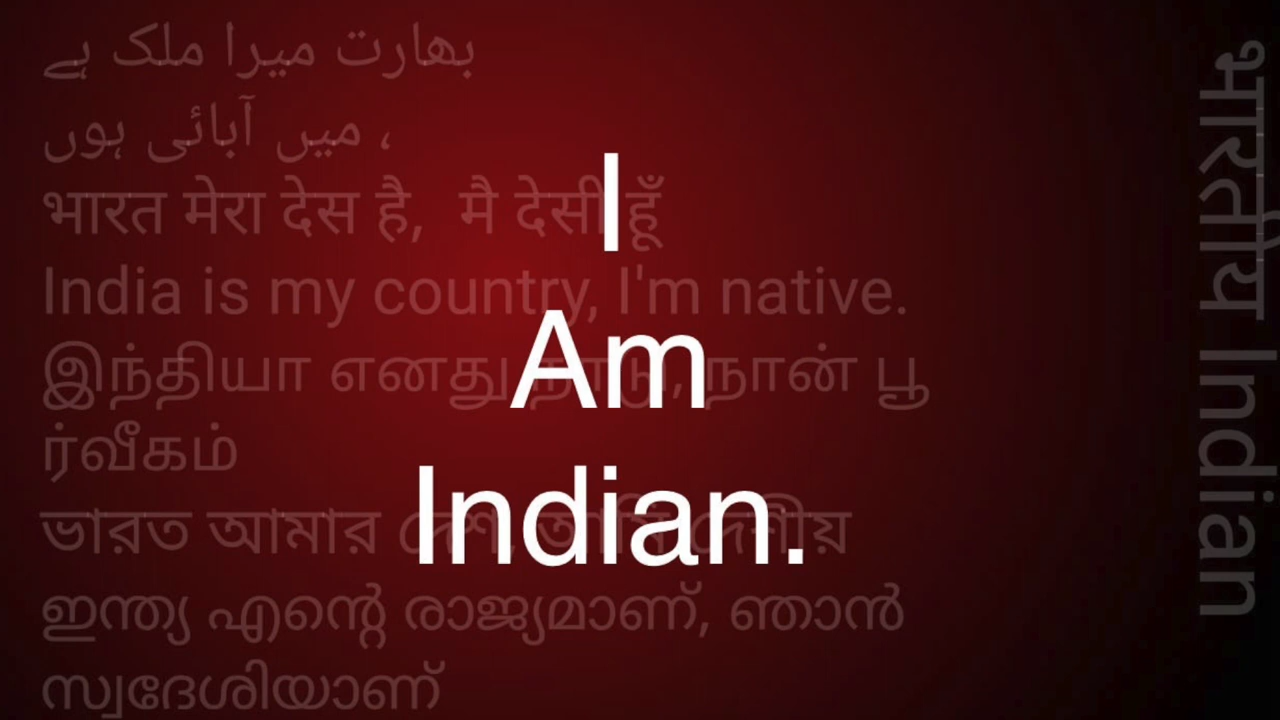 بھارت میرا ملک ہے
، میں آبائی ہوں
भारत मेरा देस है, मै देसी हूँ
India is my country, I'm native.
இந்தியா எனது நாடு, நான் பூ
ர்வீகம்
ভারত আমার দেশ, আমি দেশীয়
ഇന്ത്യ എന്റെ രാജ്യമാണ്, ഞാൻ
സ്വദേശിയാണ്
I
Am
Indian.
भारतीय Indian